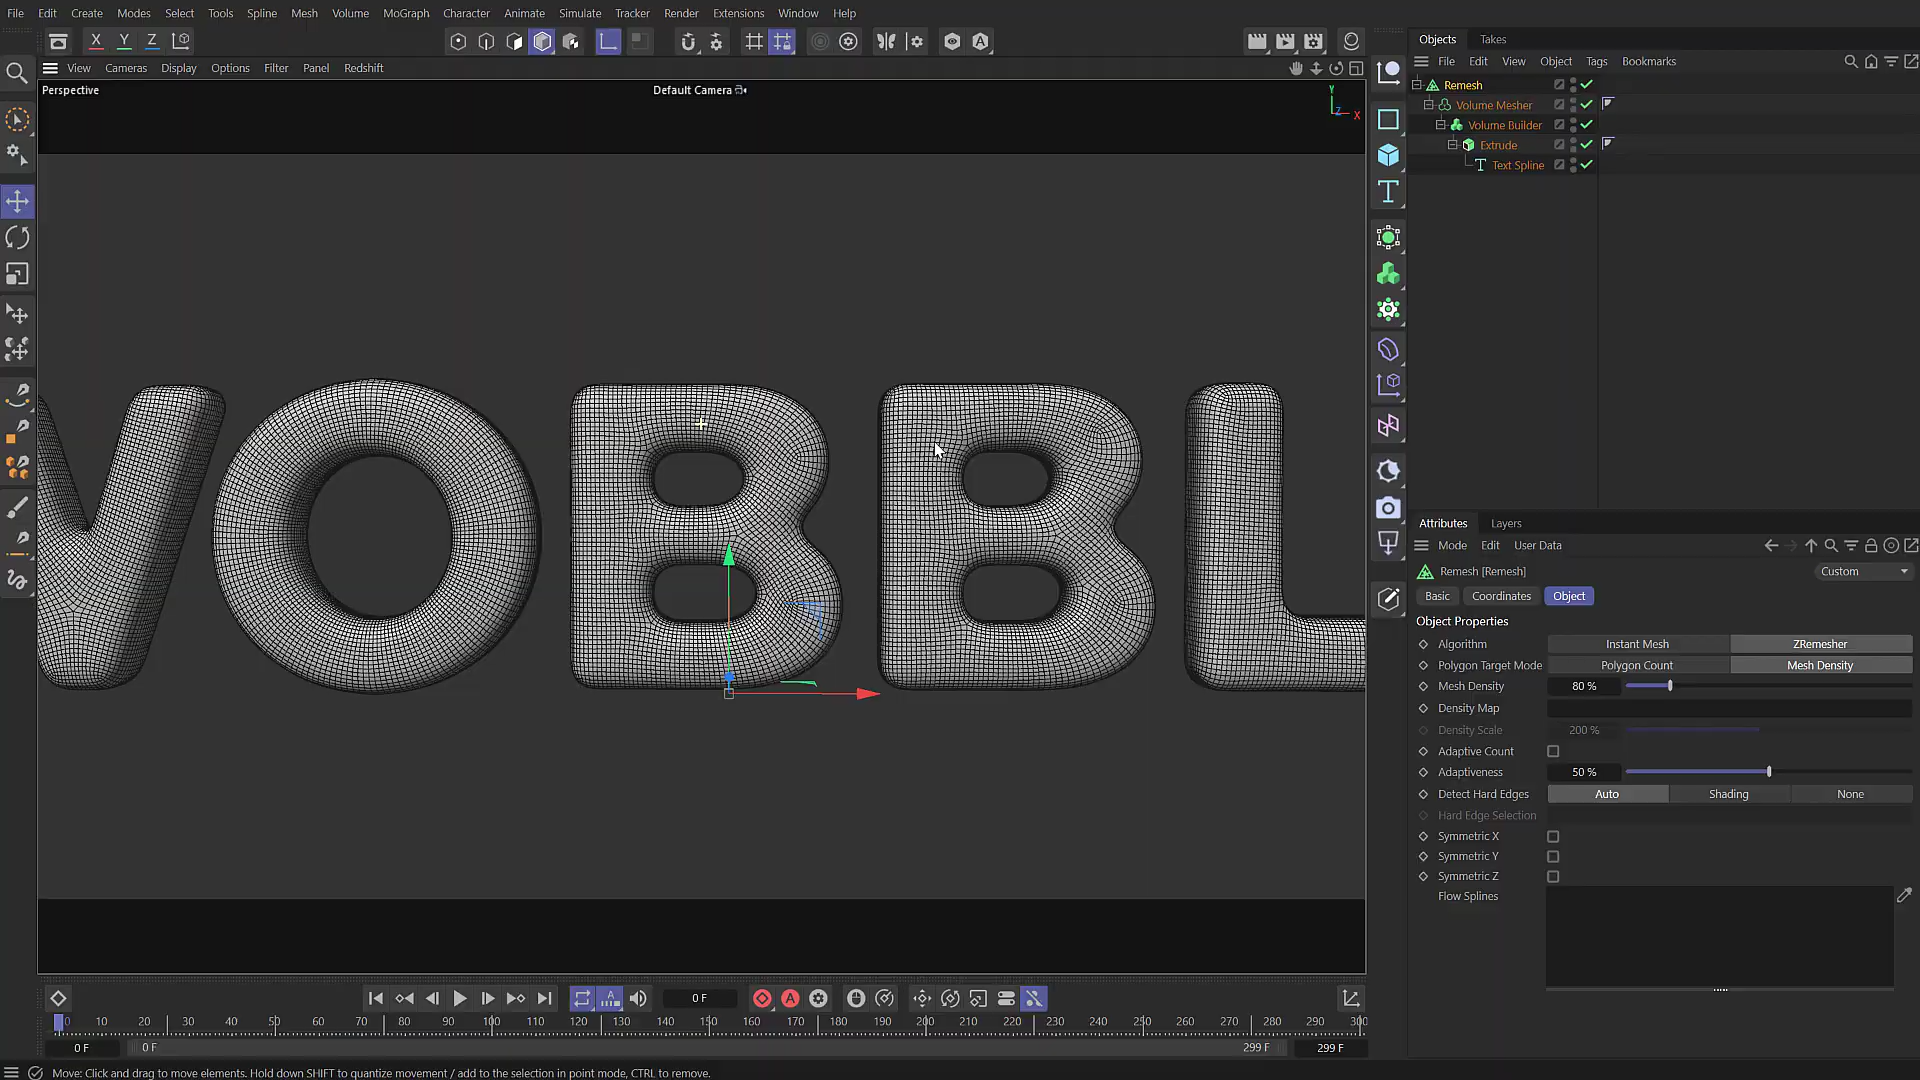 File Edit Create Modes Select Tools Spline Mesh Volume MoGraph Character Animate Simulate Tracker Render Extensions Window Help
X Y Z
A
View Cameras Display Options Filter Panel Redshift
Perspective
Default Camera
Y
Z X
WOBBL
Objects Takes
File Edit View Object Tags Bookmarks
Remesh
Volume Mesher
Volume Builder
Extrude
Text Spline
Attributes Layers
Mode Edit User Data
Remesh [Remesh]
Custom
Basic Coordinates Object
Object Properties
Algorithm Instant Mesh ZRemesher
Polygon Target Mode Polygon Count Mesh Density
Mesh Density 80 %
Density Map
Density Scale 200 %
Adaptive Count
Adaptiveness 50 %
Detect Hard Edges Auto Shading None
Hard Edge Selection
Symmetric X
Symmetric Y
Symmetric Z
Flow Splines
0 F
0 10 20 30 40 50 60 70 80 90 100 110 120 130 140 150 160 170 180 190 200 210 220 230 240 250 260 270 280 290 300
0 F 0 F 299 F 299 F
Move: Click and drag to move elements. Hold down SHIFT to quantize movement / add to the selection in point mode, CTRL to remove.